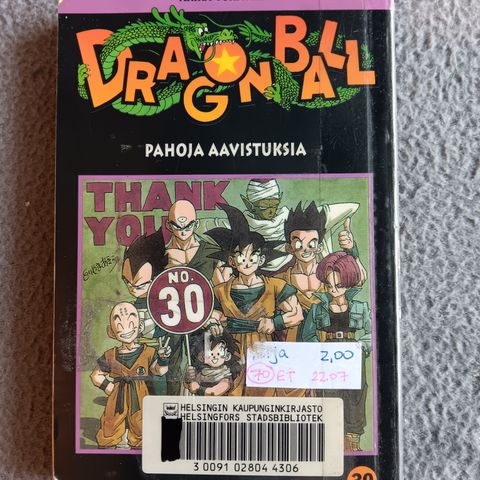 DRAGON BALL
PAHOJA AAVISTUKSIA
THANK
YOU
NO.
30
2,00
70 ET 22.07
HELSINGIN KAUPUNGINKIRJASTO
HELSINGFORS STADSBIBLIOTEK
3 0091 02804 4306